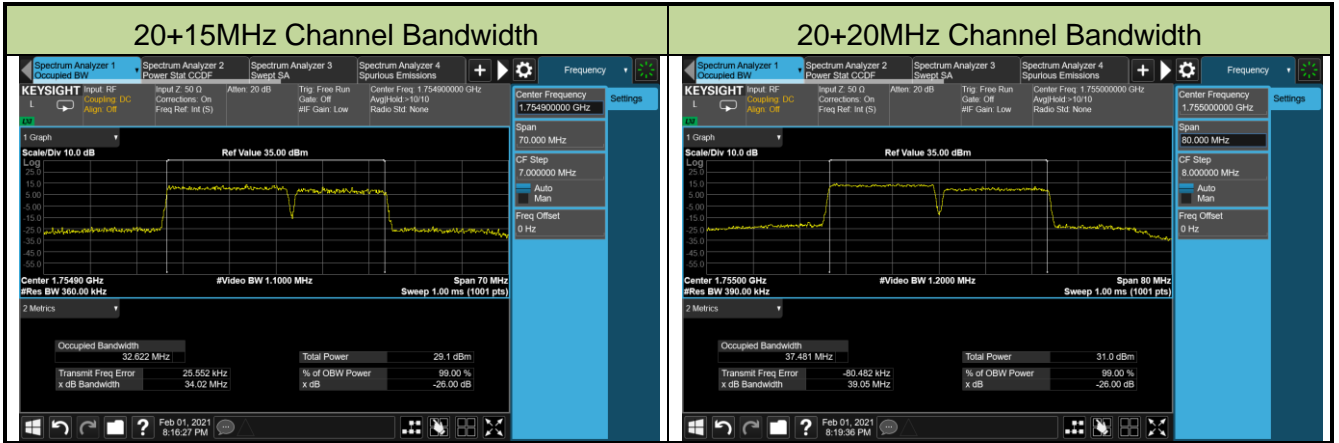 20+15MHz Channel Bandwidth
Spectrum Analyzer 1
Occupied BW
Spectrum Analyzer 2
Power Stat CCDF
Spectrum Analyzer 3
Swept SA
Spectrum Analyzer 4
Spurious Emissions
Frequency
KEYSIGHT
L
Input: RF
Coupling: DC
Align: Off
Input Z: 50 Ω
Corrections: On
Freq Ref: Int (S)
Atten: 20 dB
Trig: Free Run
Gate: Off
#IF Gain: Low
Center Freq: 1.754900000 GHz
Avg|Hold:>10/10
Radio Std: None
Center Frequency
1.754900000 GHz
Settings
Span
70.000 MHz
CF Step
7.000000 MHz
Auto
Man
Freq Offset
0 Hz
1 Graph
Scale/Div 10.0 dB
Ref Value 35.00 dBm
Log
25.0
15.0
5.00
-5.00
-15.0
-25.0
-35.0
-45.0
-55.0
Center 1.75490 GHz
#Video BW 1.1000 MHz
Span 70 MHz
#Res BW 360.00 kHz
Sweep 1.00 ms (1001 pts)
2 Metrics
Occupied Bandwidth
32.622 MHz
Total Power 29.1 dBm
Transmit Freq Error 25.552 kHz
% of OBW Power 99.00 %
x dB Bandwidth 34.02 MHz
x dB -26.00 dB
Feb 01, 2021
8:16:27 PM
20+20MHz Channel Bandwidth
Spectrum Analyzer 1
Occupied BW
Spectrum Analyzer 2
Power Stat CCDF
Spectrum Analyzer 3
Swept SA
Spectrum Analyzer 4
Spurious Emissions
Frequency
KEYSIGHT
L
Input: RF
Coupling: DC
Align: Off
Input Z: 50 Ω
Corrections: On
Freq Ref: Int (S)
Atten: 20 dB
Trig: Free Run
Gate: Off
#IF Gain: Low
Center Freq: 1.755000000 GHz
Avg|Hold:>10/10
Radio Std: None
Center Frequency
1.755000000 GHz
Settings
Span
80.000 MHz
CF Step
8.000000 MHz
Auto
Man
Freq Offset
0 Hz
1 Graph
Scale/Div 10.0 dB
Ref Value 35.00 dBm
Log
25.0
15.0
5.00
-5.00
-15.0
-25.0
-35.0
-45.0
-55.0
Center 1.75500 GHz
#Video BW 1.2000 MHz
Span 80 MHz
#Res BW 390.00 kHz
Sweep 1.00 ms (1001 pts)
2 Metrics
Occupied Bandwidth
37.481 MHz
Total Power 31.0 dBm
Transmit Freq Error -80.482 kHz
% of OBW Power 99.00 %
x dB Bandwidth 39.05 MHz
x dB -26.00 dB
Feb 01, 2021
8:19:36 PM